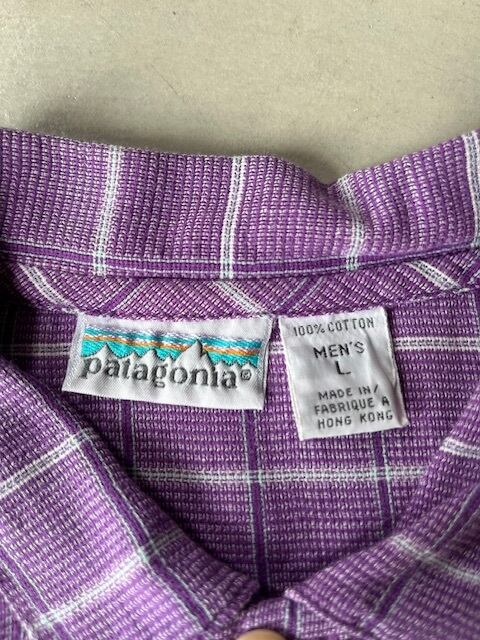 patagonia®
100% COTTON
MEN'S
L
MADE IN/
FABRIQUE A
HONG KONG